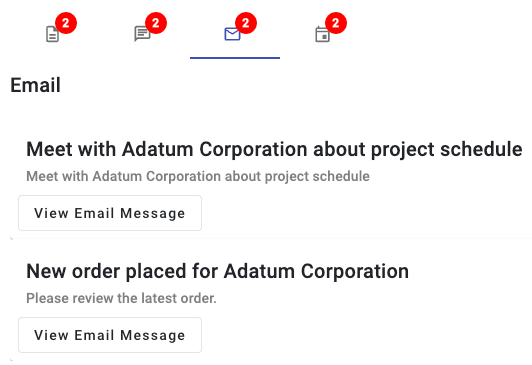 2 2 2 2
Email
Meet with Adatum Corporation about project schedule
Meet with Adatum Corporation about project schedule
View Email Message
New order placed for Adatum Corporation
Please review the latest order.
View Email Message